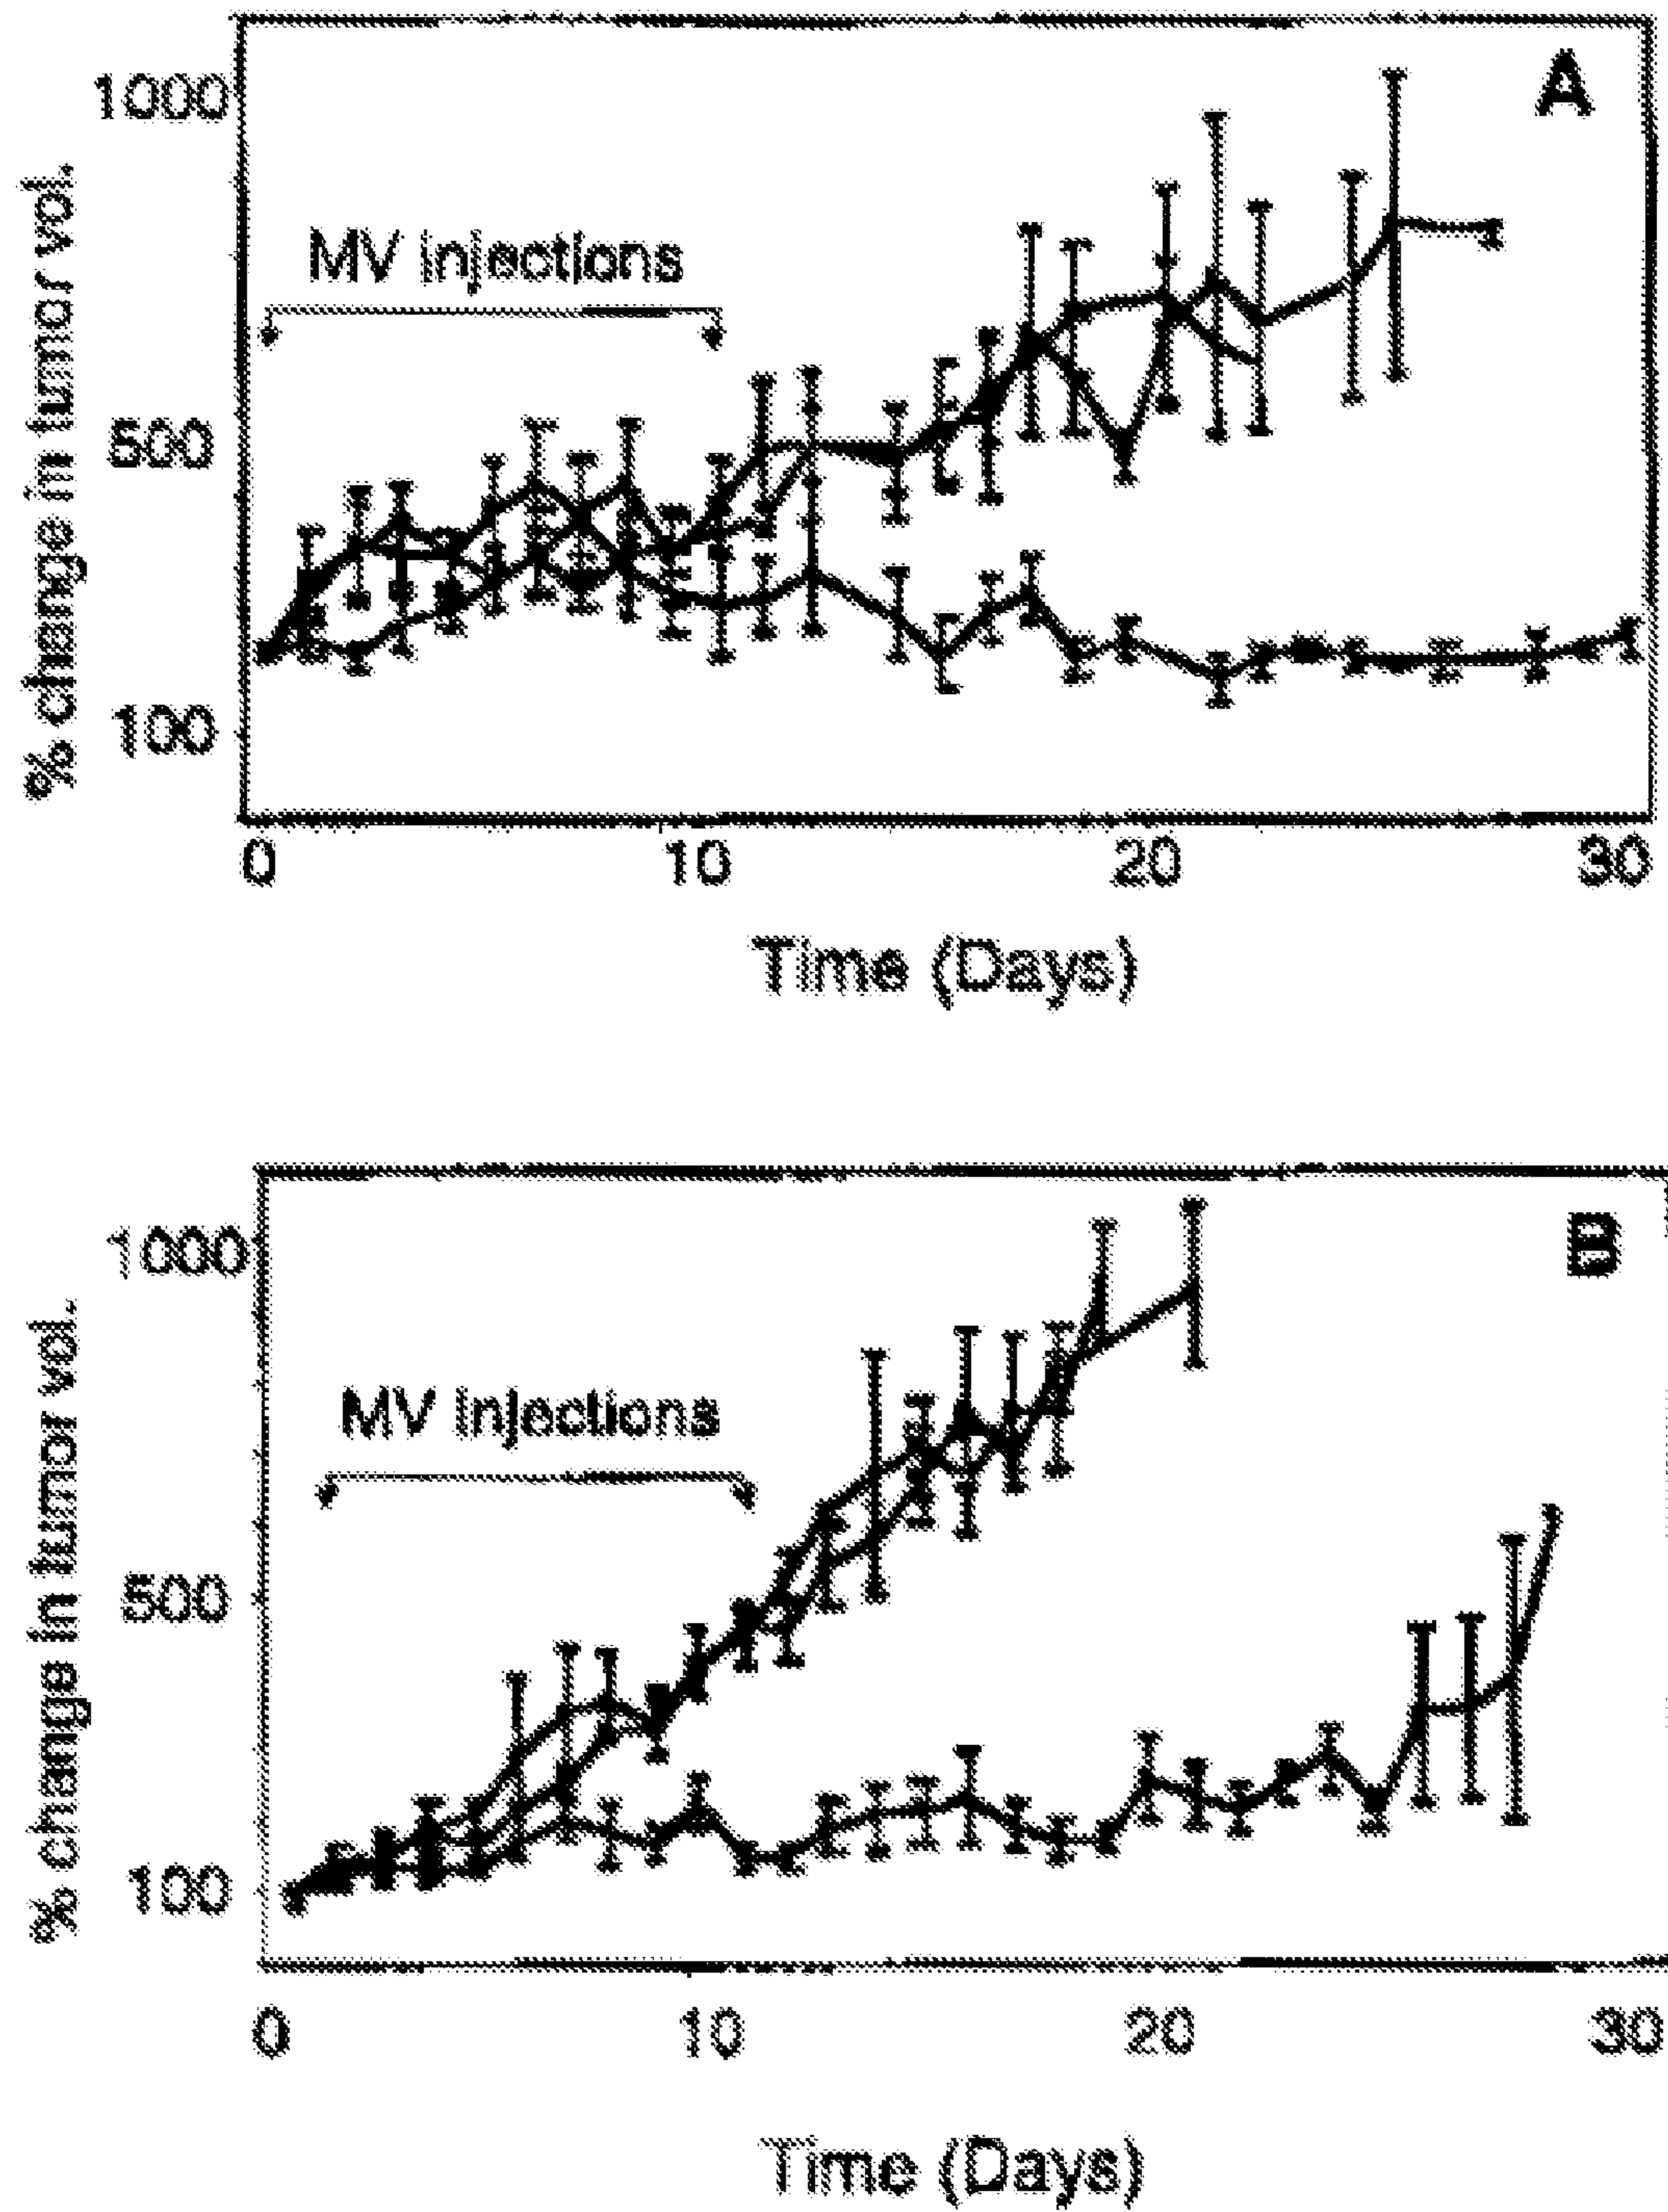 A
1000
MV injections
500
100
% change in tumor vol.
0 10 20 30
Time (Days)
B
1000
MV injections
500
100
% change in tumor vol.
0 10 20 30
Time (Days)